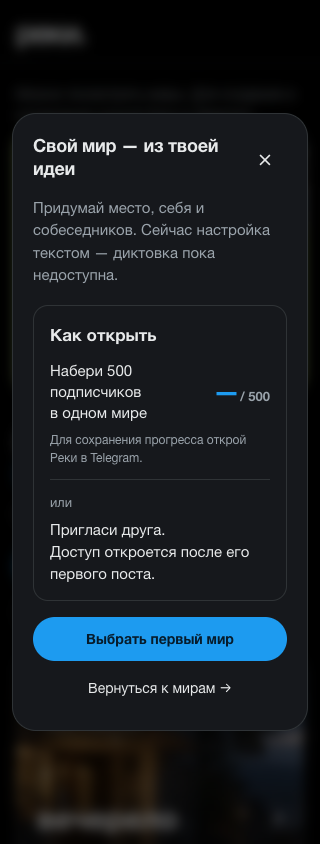 Свой мир — из твоей
идеи
×
Придумай место, себя и
собеседников. Сейчас настройка
текстом — диктовка пока
недоступна.
Как открыть
Набери 500
подписчиков
в одном мире
— / 500
Для сохранения прогресса открой
Реки в Telegram.
или
Пригласи друга.
Доступ откроется после его
первого поста.
Выбрать первый мир
Вернуться к мирам →